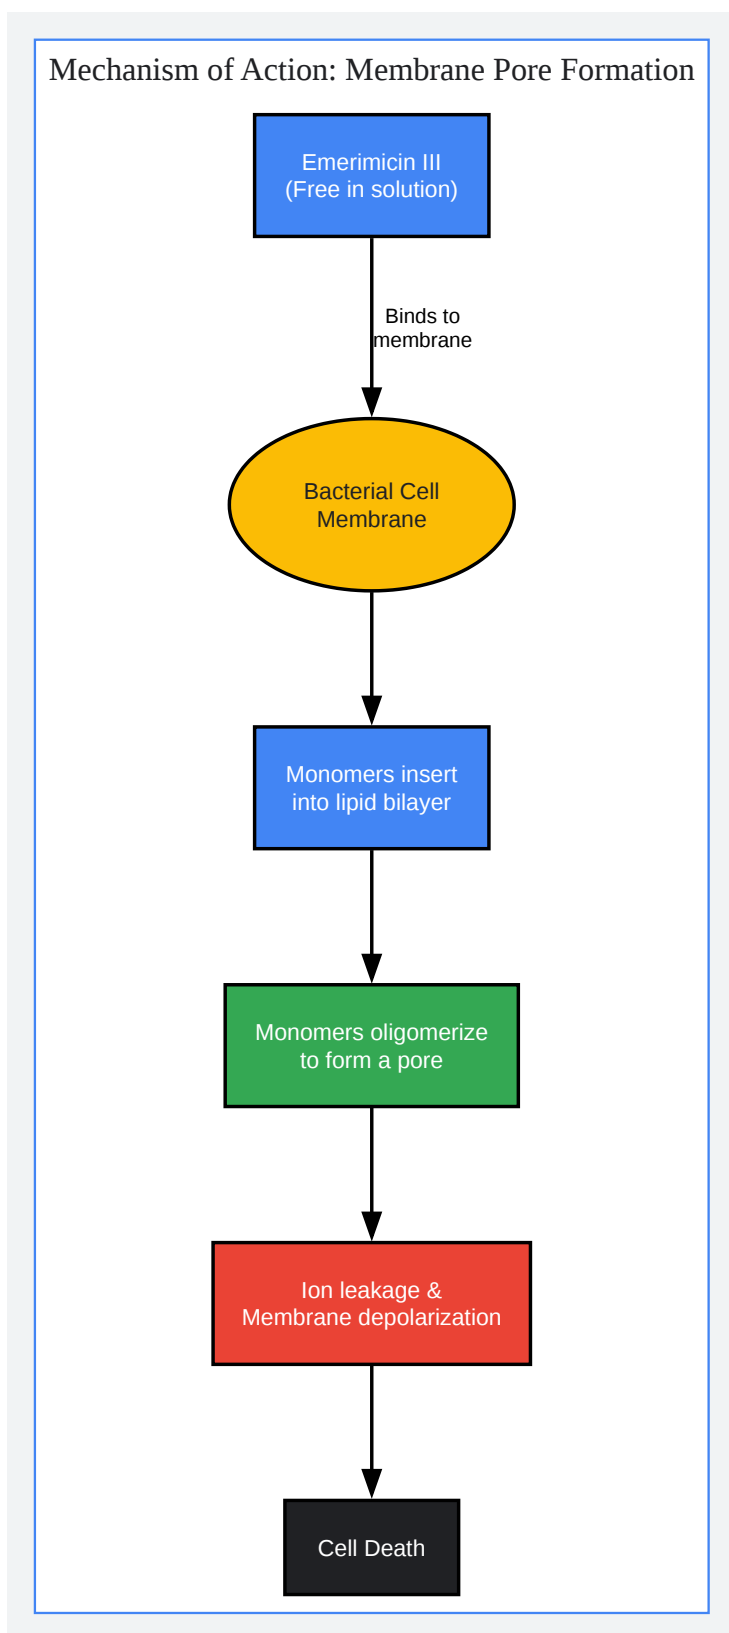 Mechanism of Action: Membrane Pore Formation
Emerimicin III
(Free in solution)
Binds to
membrane
Bacterial Cell
Membrane
Monomers insert
into lipid bilayer
Monomers oligomerize
to form a pore
Ion leakage &
Membrane depolarization
Cell Death